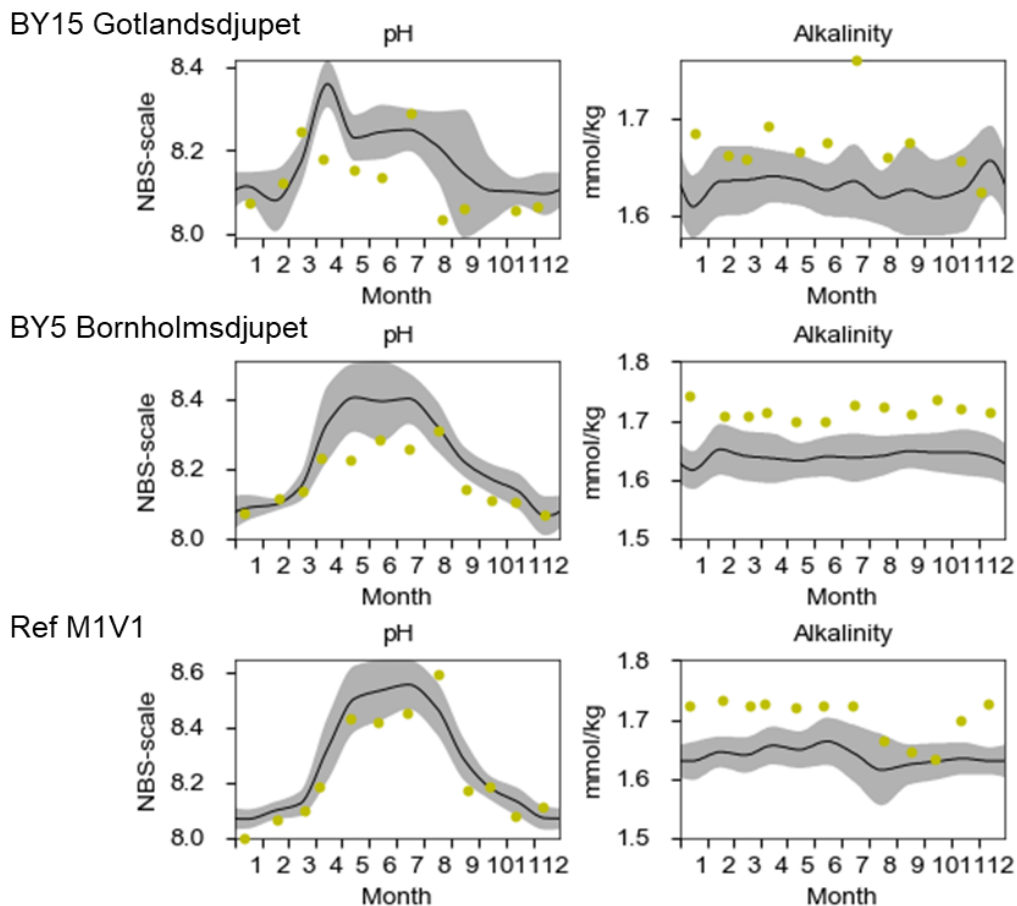 BY15 Gotlandsdjupet
pH
Alkalinity
NBS-scale
8.4
8.2
8.0
1 2 3 4 5 6 7 8 9 10 11 12
Month
mmol/kg
1.7
1.6
1 2 3 4 5 6 7 8 9 10 11 12
Month
BY5 Bornholmsdjupet
pH
Alkalinity
NBS-scale
8.4
8.2
8.0
1 2 3 4 5 6 7 8 9 10 11 12
Month
mmol/kg
1.8
1.7
1.6
1.5
1 2 3 4 5 6 7 8 9 10 11 12
Month
Ref M1V1
pH
Alkalinity
NBS-scale
8.6
8.4
8.2
8.0
1 2 3 4 5 6 7 8 9 10 11 12
Month
mmol/kg
1.8
1.7
1.6
1.5
1 2 3 4 5 6 7 8 9 10 11 12
Month